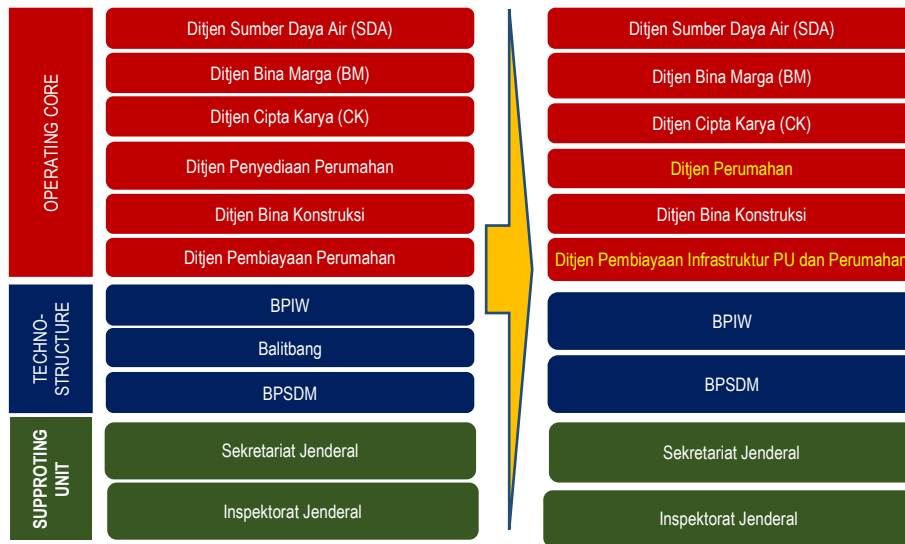 OPERATING CORE
Ditjen Sumber Daya Air (SDA)
Ditjen Bina Marga (BM)
Ditjen Cipta Karya (CK)
Ditjen Penyediaan Perumahan
Ditjen Bina Konstruksi
Ditjen Pembiayaan Perumahan
TECHNO-
STRUCTURE
BPIW
Balitbang
BPSDM
SUPPROTING
UNIT
Sekretariat Jenderal
Inspektorat Jenderal
Ditjen Sumber Daya Air (SDA)
Ditjen Bina Marga (BM)
Ditjen Cipta Karya (CK)
Ditjen Perumahan
Ditjen Bina Konstruksi
Ditjen Pembiayaan Infrastruktur PU dan Perumahan
BPIW
BPSDM
Sekretariat Jenderal
Inspektorat Jenderal